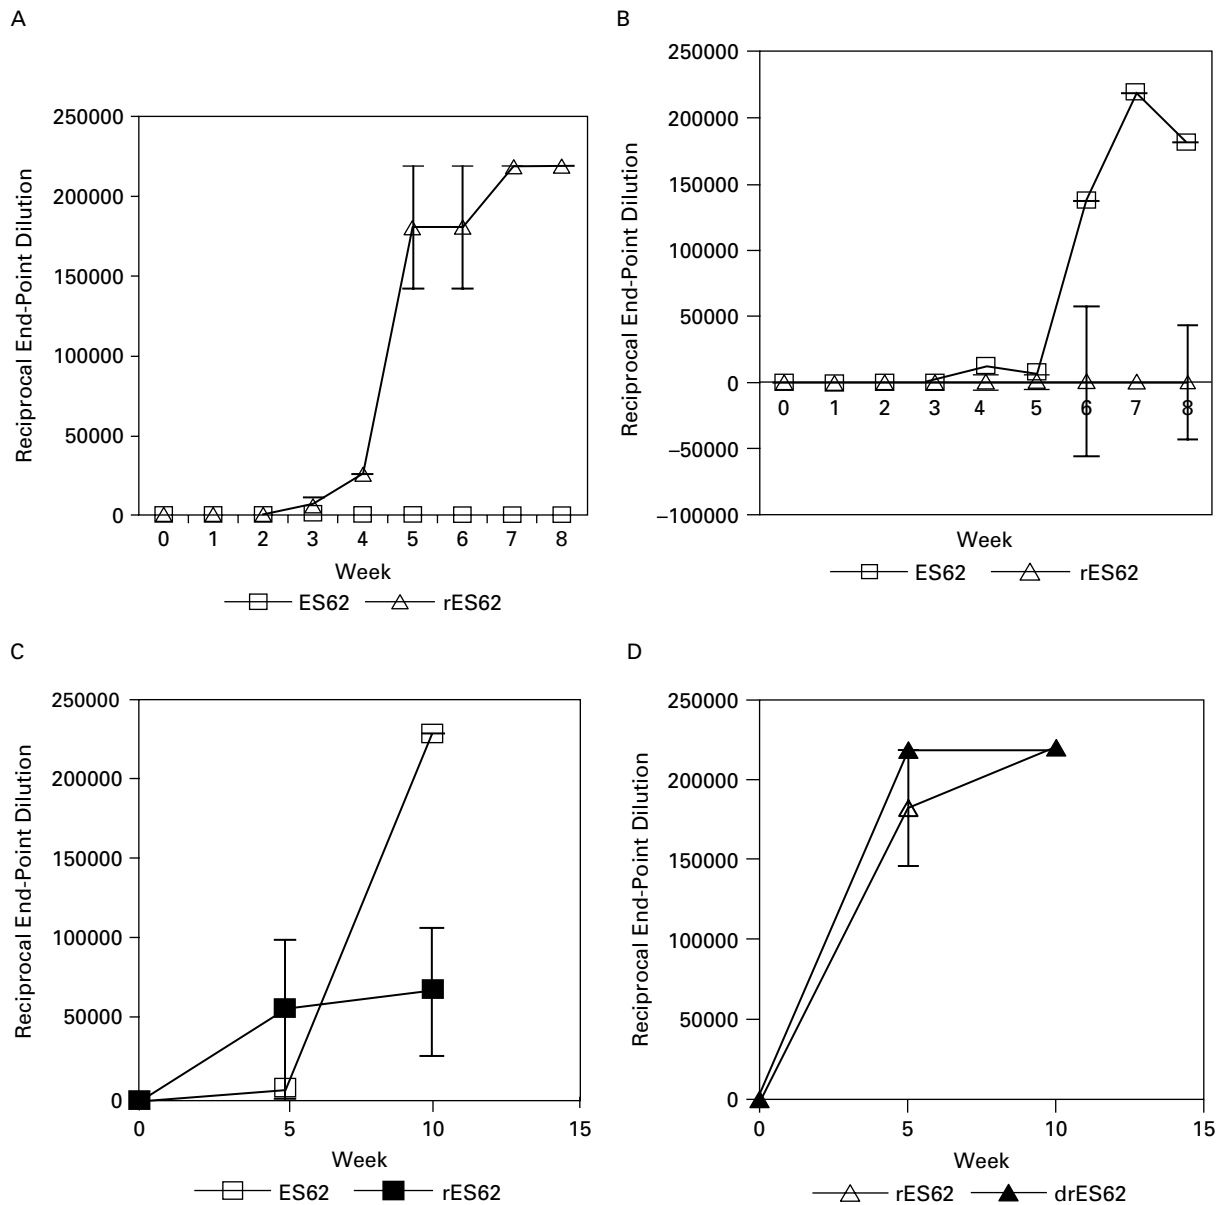 A
Reciprocal End-Point Dilution
250000
200000
150000
100000
50000
0
0 1 2 3 4 5 6 7 8
Week
ES62 rES62
B
Reciprocal End-Point Dilution
250000
200000
150000
100000
50000
0
0 1 2 3 4 5 6 7 8
−50000
−100000
Week
ES62 rES62
C
Reciprocal End-Point Dilution
250000
200000
150000
100000
50000
0
0 5 10 15
Week
ES62 rES62
D
Reciprocal End-Point Dilution
250000
200000
150000
100000
50000
0
0 5 10 15
Week
rES62 drES62